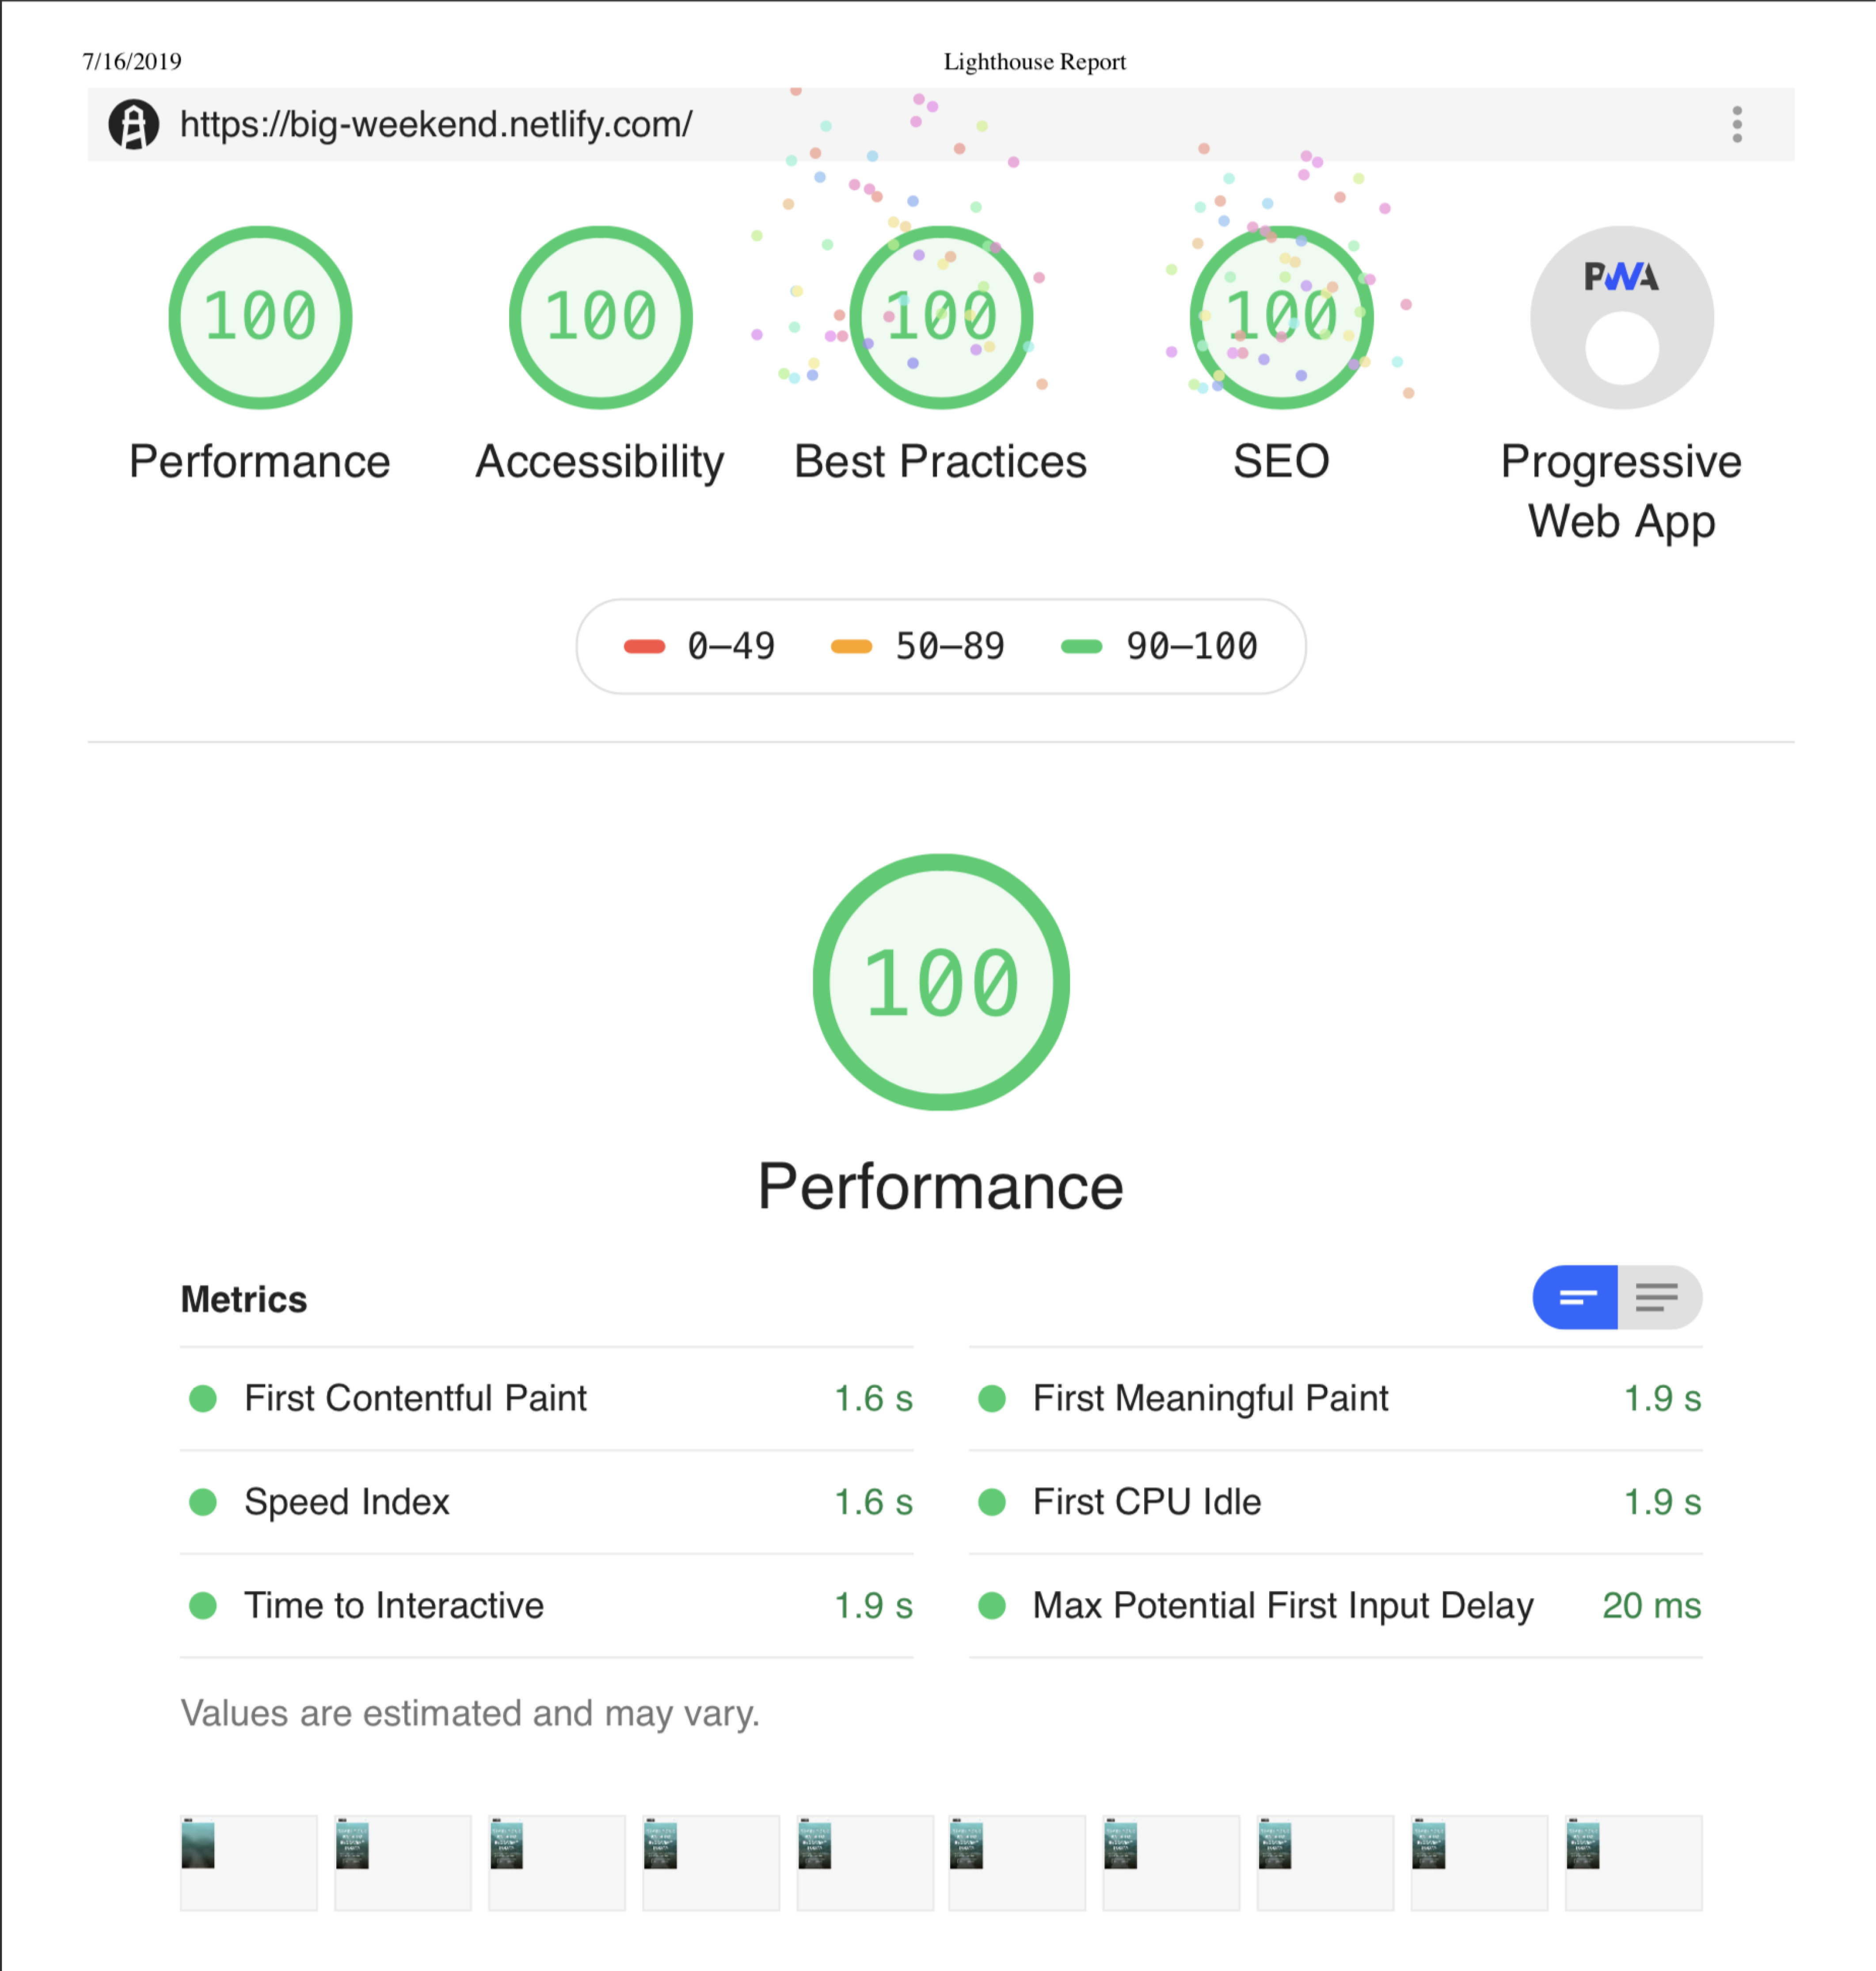 7/16/2019 Lighthouse Report
https://big-weekend.netlify.com/
100 100 100 100 PWA
Performance Accessibility Best Practices SEO Progressive Web App
0–49 50–89 90–100
100
Performance
Metrics
First Contentful Paint 1.6 s First Meaningful Paint 1.9 s
Speed Index 1.6 s First CPU Idle 1.9 s
Time to Interactive 1.9 s Max Potential First Input Delay 20 ms
Values are estimated and may vary.